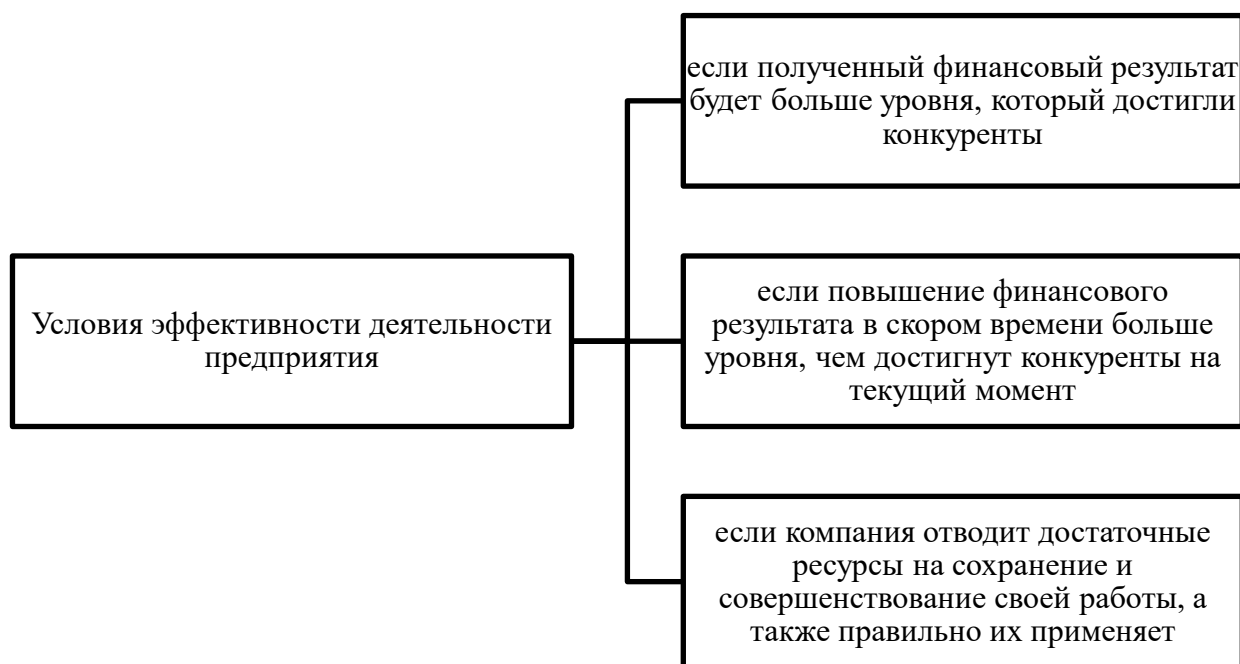 если полученный финансовый результат
будет больше уровня, который достигли
конкуренты
Условия эффективности деятельности
предприятия
если повышение финансового
результата в скором времени больше
уровня, чем достигнут конкуренты на
текущий момент
если компания отводит достаточные
ресурсы на сохранение и
совершенствование своей работы, а
также правильно их применяет